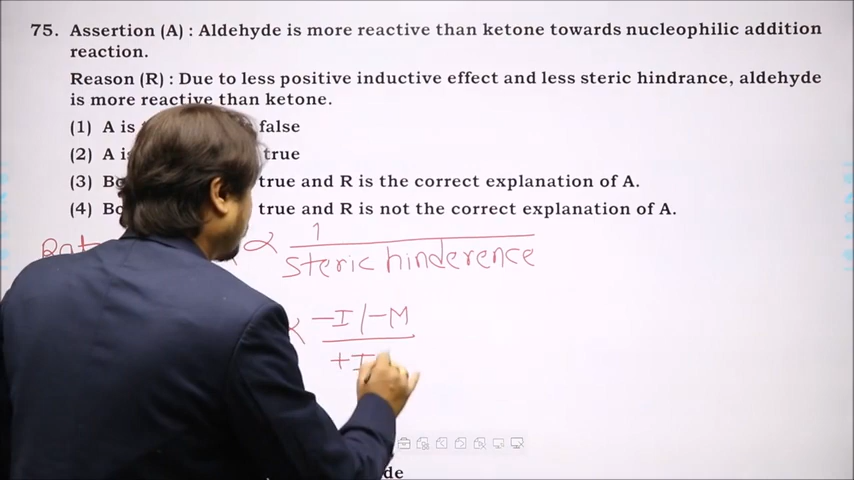 75. Assertion (A) : Aldehyde is more reactive than ketone towards nucleophilic addition
reaction.
Reason (R) : Due to less positive inductive effect and less steric hindrance, aldehyde
is more reactive than ketone.
(1) A is false
(2) A is true
(3) true and R is the correct explanation of A.
(4) true and R is not the correct explanation of A.
∝ 1
steric hinderence
∝ -I/-M
+I
de